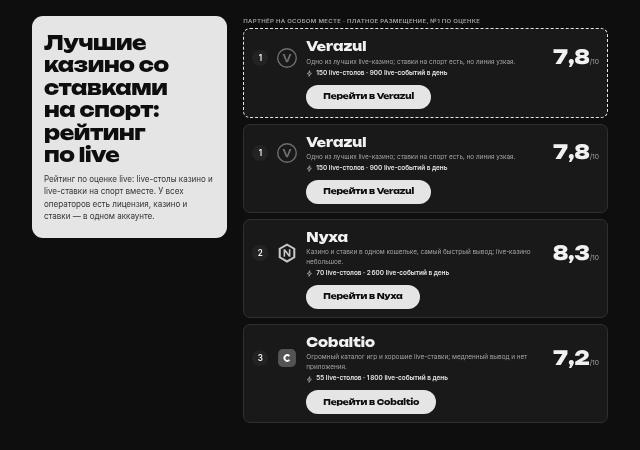 Лучшие
казино со
ставками
на спорт:
рейтинг
по live
Рейтинг по оценке live: live-столы казино и
live-ставки на спорт вместе. У всех
операторов есть лицензия, казино и
ставки — в одном аккаунте.
ПАРТНЁР НА ОСОБОМ МЕСТЕ · ПЛАТНОЕ РАЗМЕЩЕНИЕ, №1 ПО ОЦЕНКЕ
1
V
Verazul
Одно из лучших live-казино; ставки на спорт есть, но линия узкая.
150 live-столов · 900 live-событий в день
Перейти в Verazul
7,8/10
1
V
Verazul
Одно из лучших live-казино; ставки на спорт есть, но линия узкая.
150 live-столов · 900 live-событий в день
Перейти в Verazul
7,8/10
2
N
Nyxa
Казино и ставки в одном кошельке, самый быстрый вывод; live-казино
небольшое.
70 live-столов · 2 600 live-событий в день
Перейти в Nyxa
8,3/10
3
C
Cobaltio
Огромный каталог игр и хорошие live-ставки; медленный вывод и нет
приложения.
55 live-столов · 1 800 live-событий в день
Перейти в Cobaltio
7,2/10